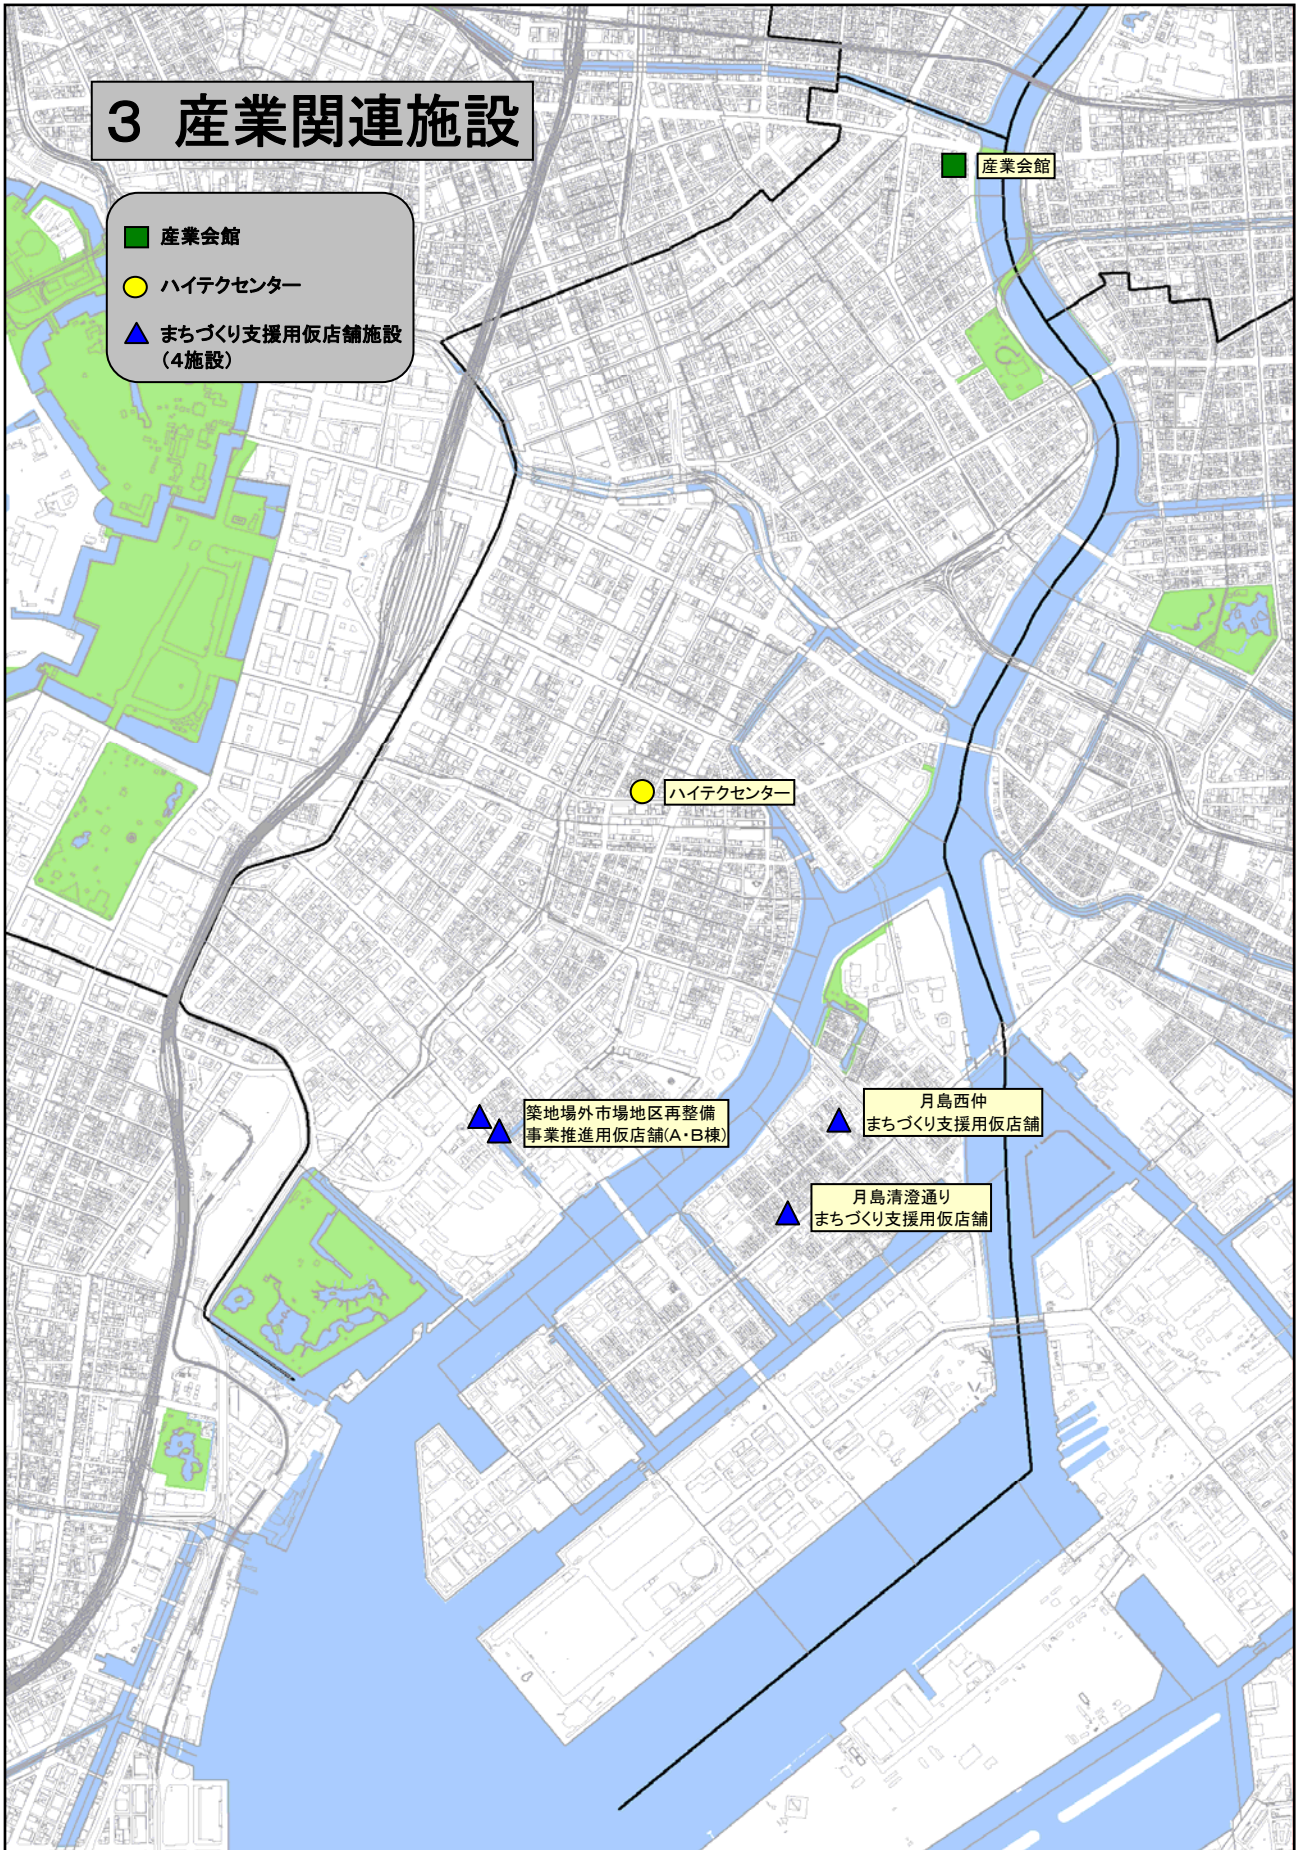 ３ 産業関連施設
産業会館
ハイテクセンター
まちづくり支援用仮店舗施設
（4施設）
産業会館
ハイテクセンター
築地場外市場地区再整備
事業推進用仮店舗(A・B棟)
月島西仲
まちづくり支援用仮店舗
月島清澄通り
まちづくり支援用仮店舗